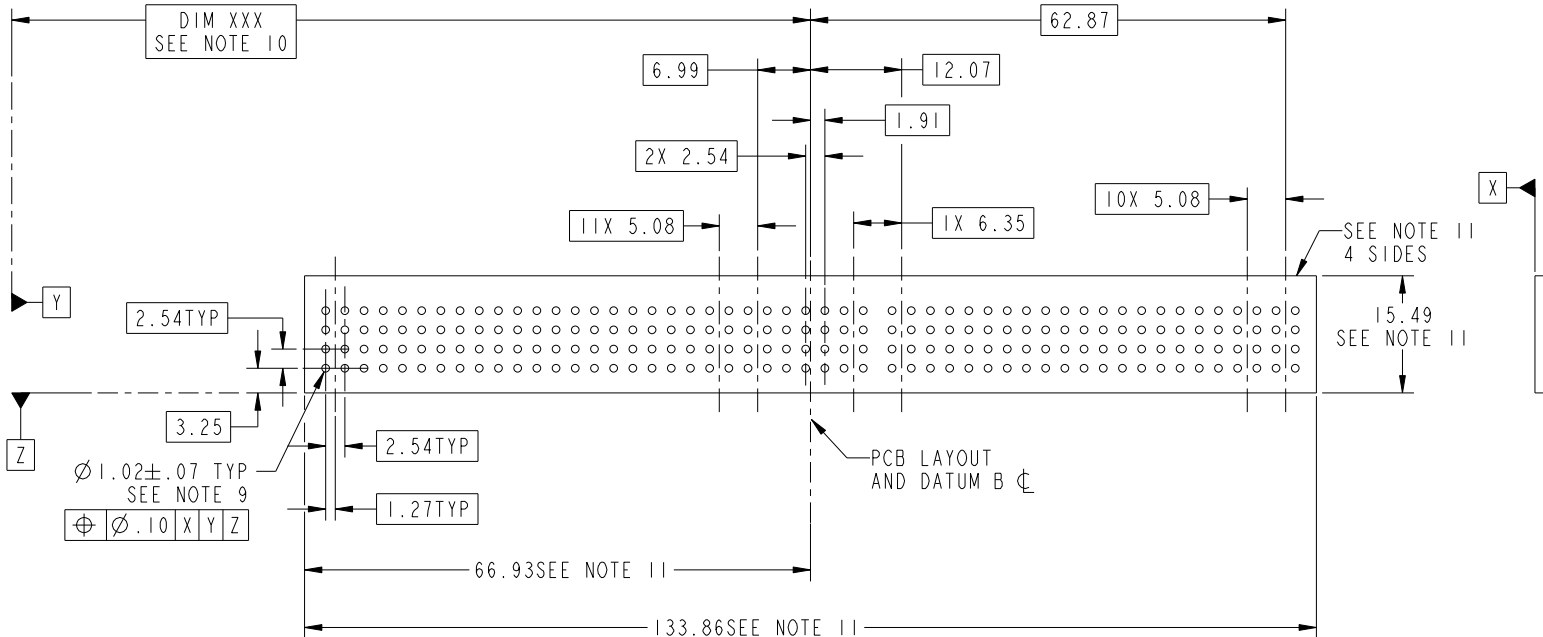 DIM XXX
SEE NOTE 10
62.87
6.99
12.07
1.91
2X 2.54
11X 5.08
1X 6.35
10X 5.08
X
SEE NOTE 11
4 SIDES
Y
2.54TYP
15.49
SEE NOTE 11
3.25
Z
2.54TYP
PCB LAYOUT
AND DATUM B ℄
Ø1.02±.07 TYP
SEE NOTE 9
⌖ Ø.10 X Y Z
1.27TYP
66.93SEE NOTE 11
133.86SEE NOTE 11